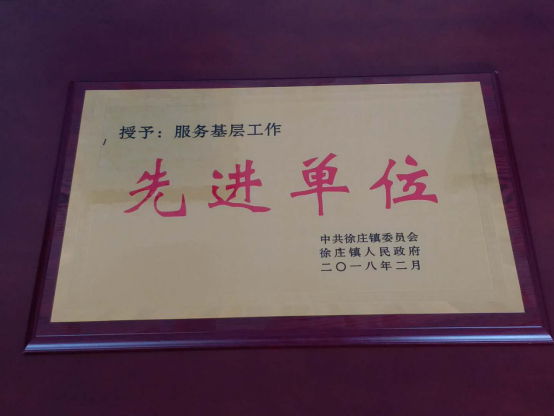 授予：服务基层工作
先进单位
中共徐庄镇委员会
徐庄镇人民政府
二〇一八年二月